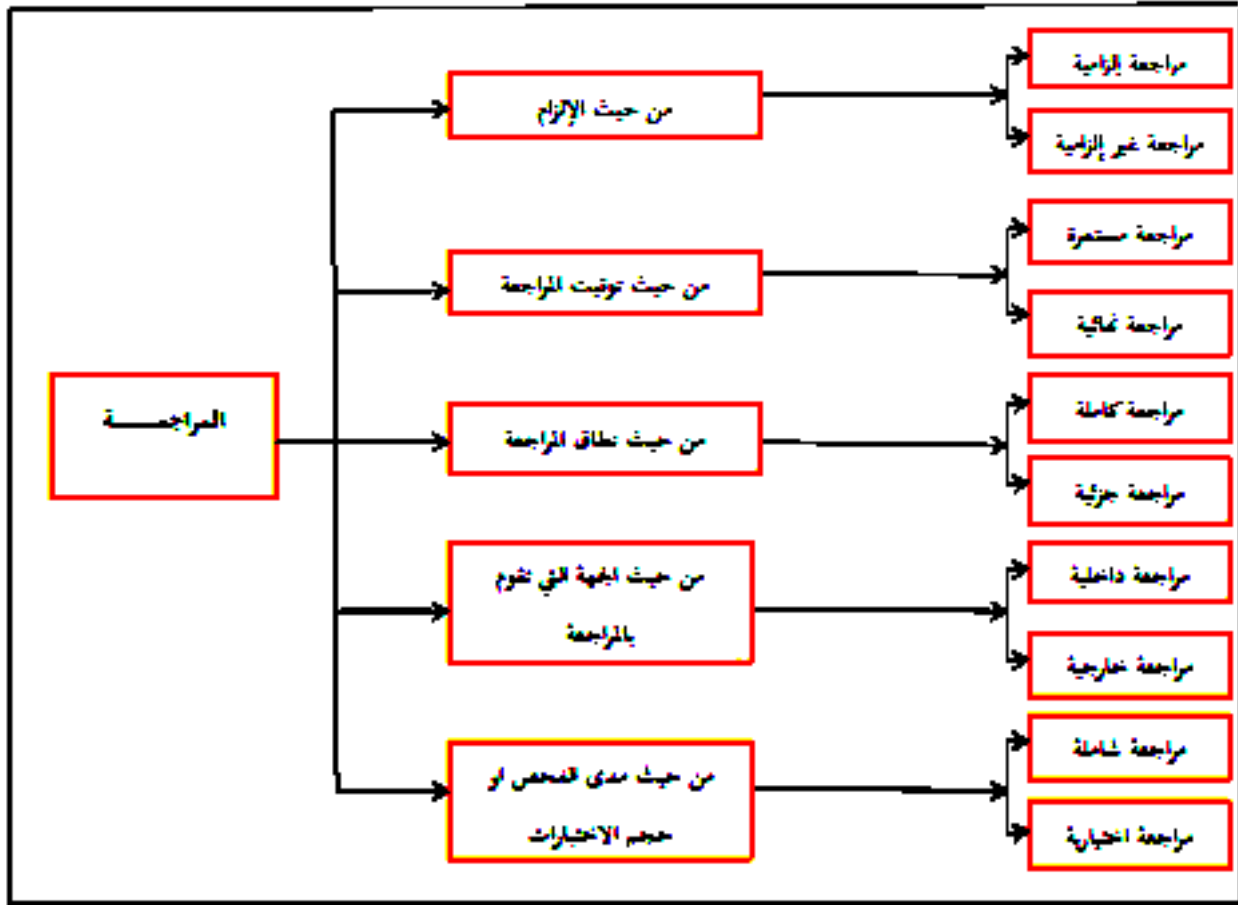 المراجعـــــة
من حيث الإلزام
مراجعة إلزامية
مراجعة غير إلزامية
من حيث توقيت المراجعة
مراجعة مستمرة
مراجعة نهائية
من حيث نطاق المراجعة
مراجعة كاملة
مراجعة جزئية
من حيث الجهة التي تقوم
بالمراجعة
مراجعة داخلية
مراجعة خارجية
من حيث مدى الفحص او
حجم الاختبارات
مراجعة شاملة
مراجعة اختبارية